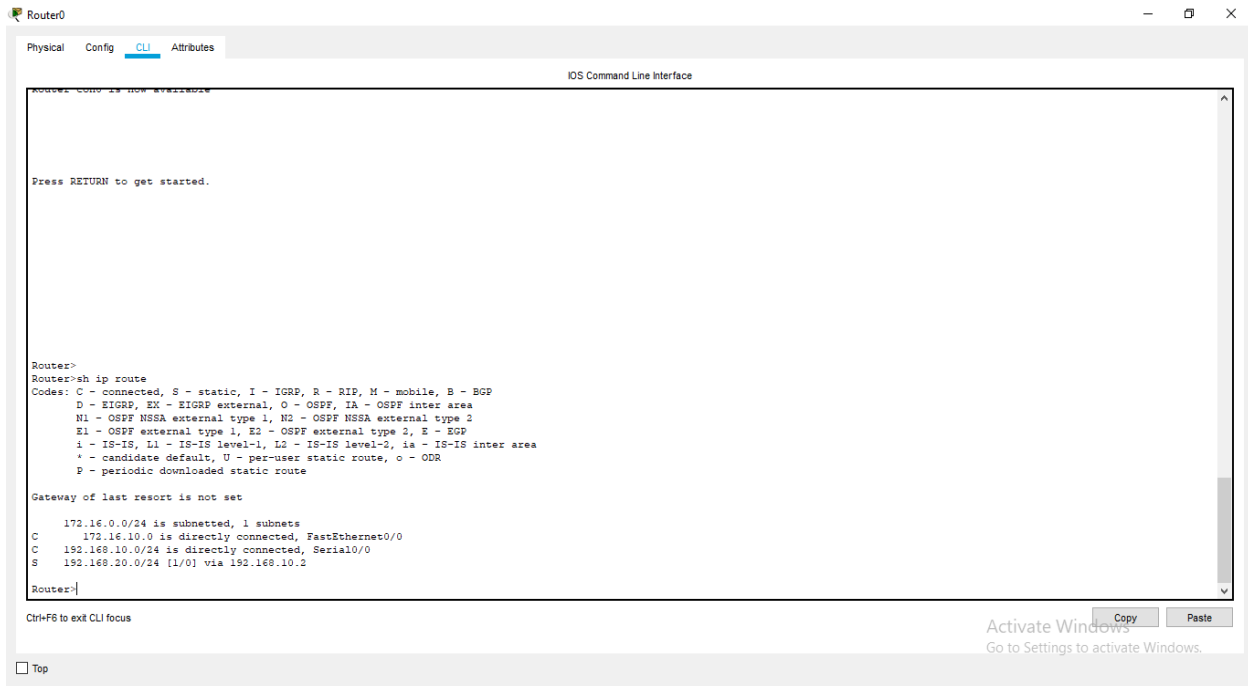 Router0
Physical Config CLI Attributes
IOS Command Line Interface
Router con0 is now available
Press RETURN to get started.
Router>
Router>sh ip route
Codes: C - connected, S - static, I - IGRP, R - RIP, M - mobile, B - BGP
D - EIGRP, EX - EIGRP external, O - OSPF, IA - OSPF inter area
N1 - OSPF NSSA external type 1, N2 - OSPF NSSA external type 2
E1 - OSPF external type 1, E2 - OSPF external type 2, E - EGP
i - IS-IS, L1 - IS-IS level-1, L2 - IS-IS level-2, ia - IS-IS inter area
* - candidate default, U - per-user static route, o - ODR
P - periodic downloaded static route
Gateway of last resort is not set
172.16.0.0/24 is subnetted, 1 subnets
C 172.16.10.0 is directly connected, FastEthernet0/0
C 192.168.10.0/24 is directly connected, Serial0/0
S 192.168.20.0/24 [1/0] via 192.168.10.2
Router>
Ctrl+F6 to exit CLI focus
Copy Paste
Activate Windows
Go to Settings to activate Windows.
Top